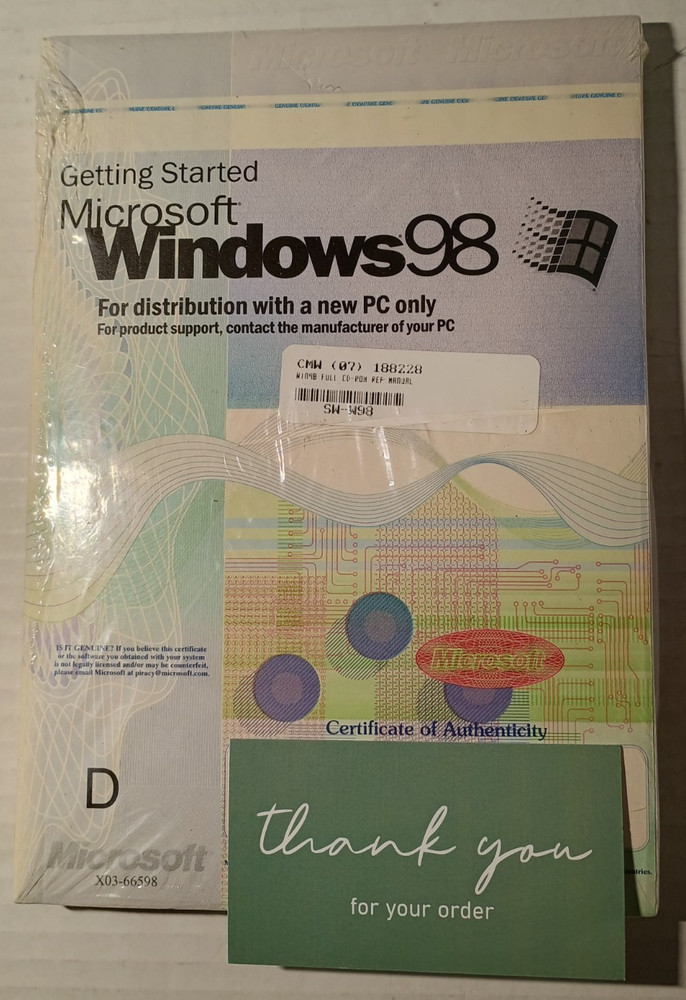 Getting Started
Microsoft®
Windows®98
For distribution with a new PC only
For product support, contact the manufacturer of your PC
CMW (07) 188228
WIN98 FULL CD-ROM REF MANUAL
SW-W98
IS IT GENUINE? If you believe this certificate
or the software you obtained with your system
is not legally licensed and/or may be counterfeit,
please email Microsoft at piracy@microsoft.com.
Microsoft
Certificate of Authenticity
D
Microsoft
X03-66598
thank you
for your order